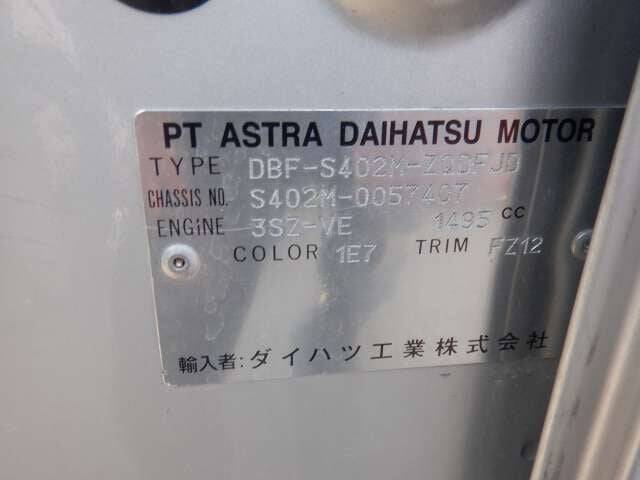 PT ASTRA DAIHATSU MOTOR
TYPE DBF-S402M-ZQDFJD
CHASSIS NO. S402M-0057407
ENGINE 3SZ-VE 1495 CC
COLOR 1E7 TRIM FZ12
輸入者:ダイハツ工業株式会社